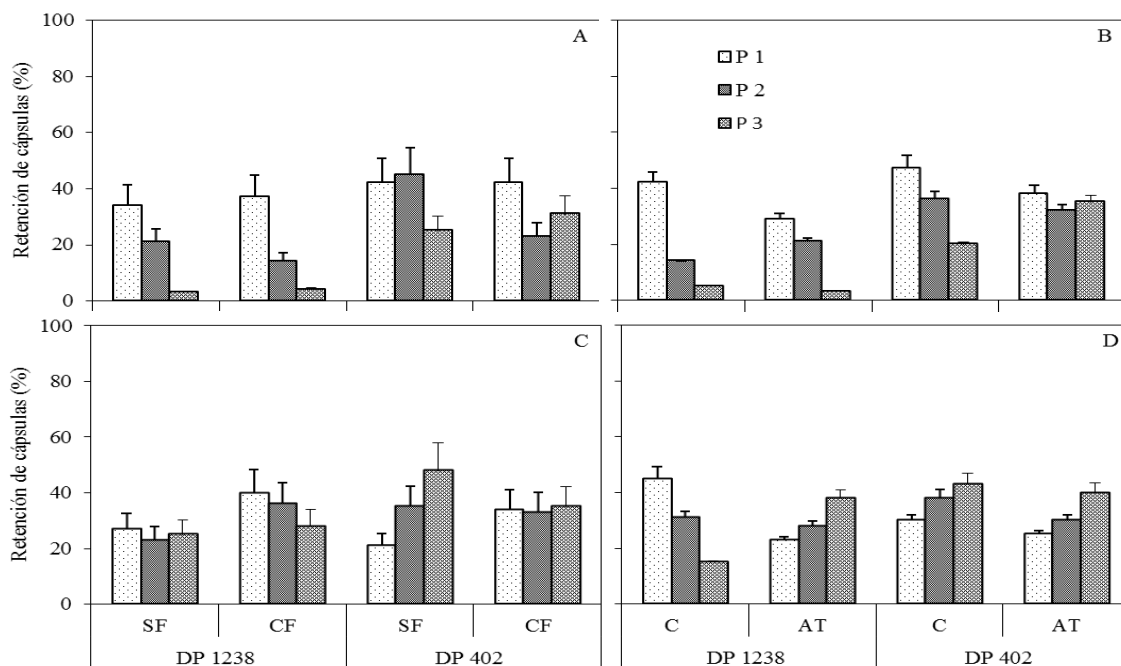 Retención de cápsulas (%)
100
80
60
40
20
0
A
B
P 1
P 2
P 3
Retención de cápsulas (%)
100
80
60
40
20
0
C
D
SF
CF
SF
CF
C
AT
C
AT
DP 1238
DP 402
DP 1238
DP 402